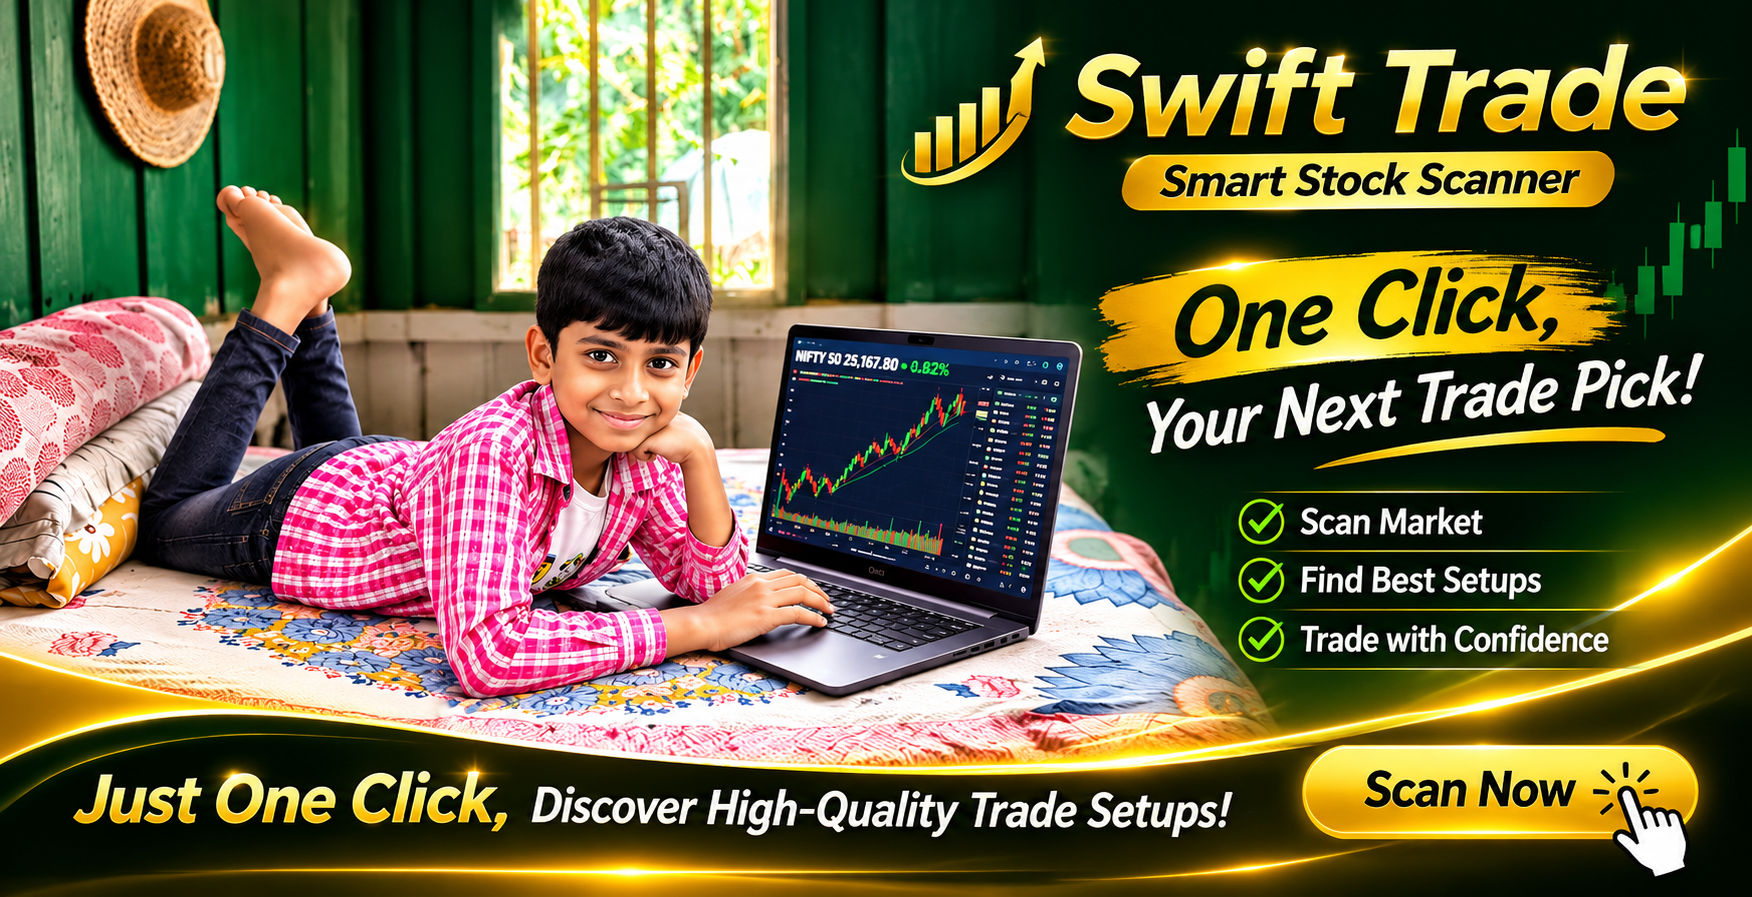 Swift Trade
Smart Stock Scanner
One Click,
Your Next Trade Pick!
NIFTY 50 25,167.80 0.82%
Scan Market
Find Best Setups
Trade with Confidence
Just One Click, Discover High-Quality Trade Setups!
Scan Now